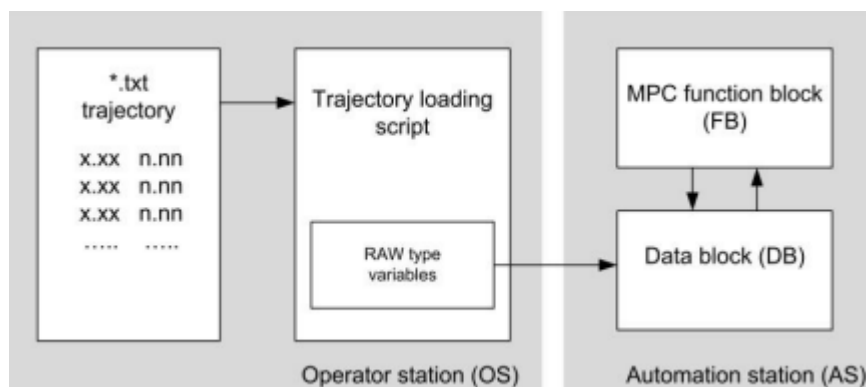 *.txt
trajectory
x.xx n.nn
x.xx n.nn
x.xx n.nn
..... .....
Trajectory loading
script
RAW type
variables
Operator station (OS)
MPC function block
(FB)
Data block (DB)
Automation station (AS)